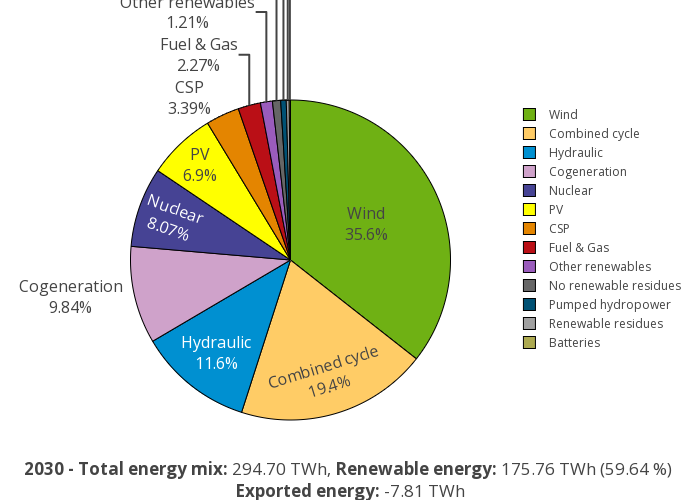 Other renewables
1.21%
Fuel & Gas
2.27%
CSP
3.39%
PV
6.9%
Nuclear
8.07%
Wind
35.6%
Cogeneration
9.84%
Hydraulic
11.6%
Combined cycle
19.4%
Wind
Combined cycle
Hydraulic
Cogeneration
Nuclear
PV
CSP
Fuel & Gas
Other renewables
No renewable residues
Pumped hydropower
Renewable residues
Batteries
2030 - Total energy mix: 294.70 TWh, Renewable energy: 175.76 TWh (59.64 %)
Exported energy: -7.81 TWh